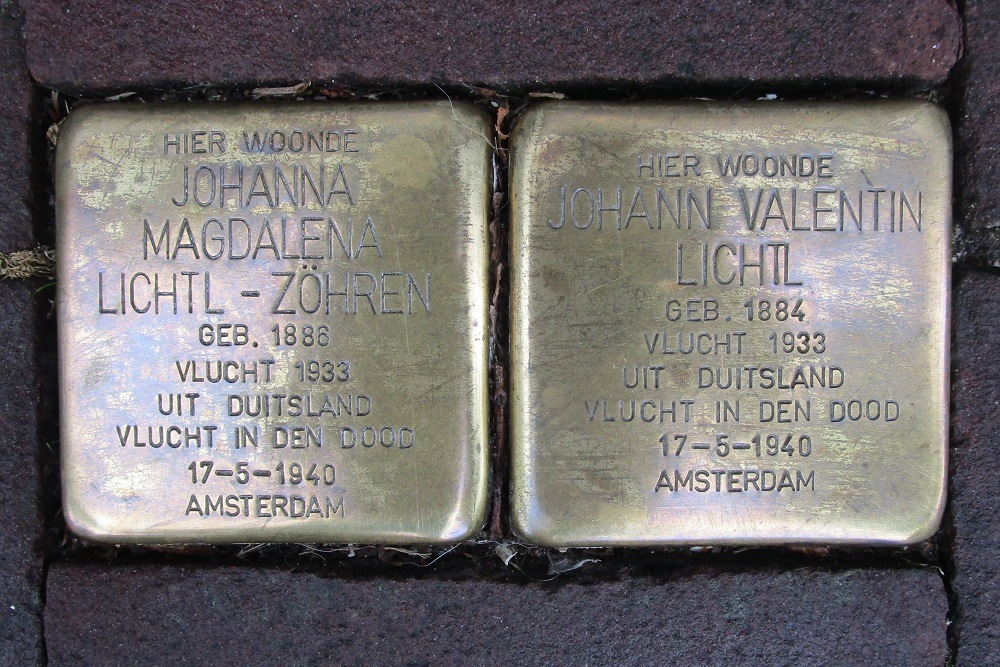 HIER WOONDE
JOHANNA
MAGDALENA
LICHTL - ZÖHREN
GEB. 1886
VLUCHT 1933
UIT DUITSLAND
VLUCHT IN DEN DOOD
17-5-1940
AMSTERDAM
HIER WOONDE
JOHANN VALENTIN
LICHTL
GEB. 1884
VLUCHT 1933
UIT DUITSLAND
VLUCHT IN DEN DOOD
17-5-1940
AMSTERDAM